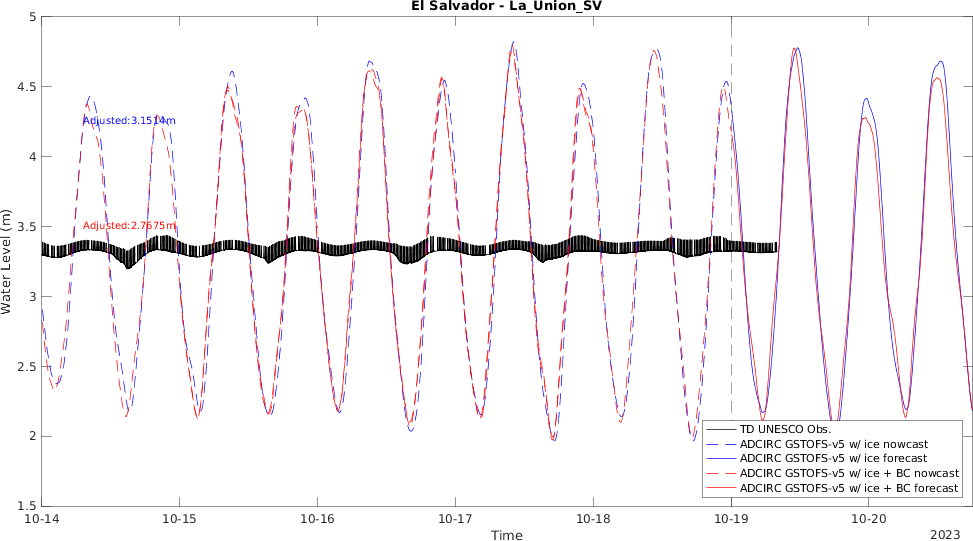 El Salvador - La_Union_SV
5
4.5
4
3.5
3
2.5
2
1.5
Water Level (m)
Adjusted:3.1514m
Adjusted:2.7675m
TD UNESCO Obs.
ADCIRC GSTOFS-v5 w/ ice nowcast
ADCIRC GSTOFS-v5 w/ ice forecast
ADCIRC GSTOFS-v5 w/ ice + BC nowcast
ADCIRC GSTOFS-v5 w/ ice + BC forecast
10-14 10-15 10-16 10-17 10-18 10-19 10-20
Time
2023